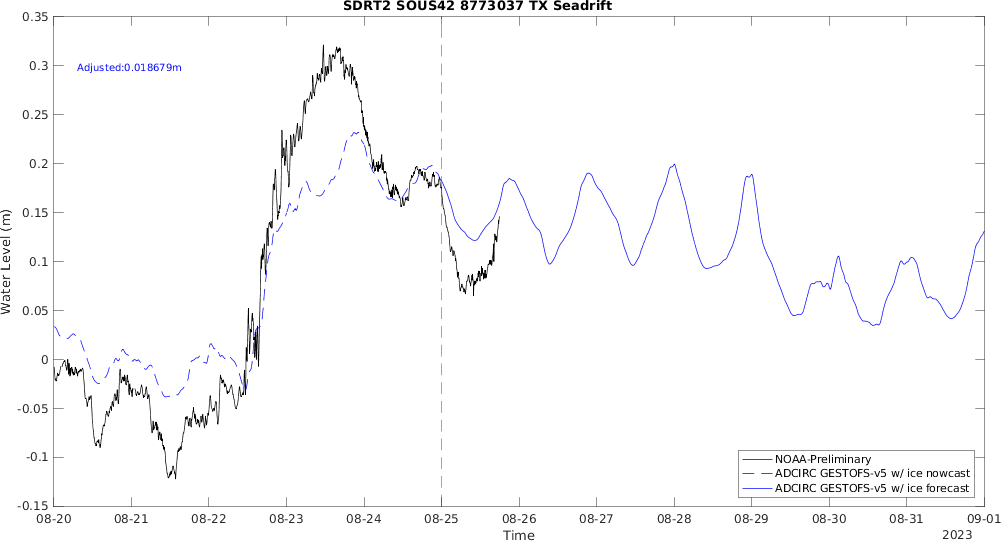 SDRT2 SOUS42 8773037 TX Seadrift
0.35
0.3
0.25
0.2
0.15
0.1
0.05
0
-0.05
-0.1
-0.15
Water Level (m)
Adjusted:0.018679m
NOAA-Preliminary
ADCIRC GESTOFS-v5 w/ ice nowcast
ADCIRC GESTOFS-v5 w/ ice forecast
08-20 08-21 08-22 08-23 08-24 08-25 08-26 08-27 08-28 08-29 08-30 08-31 09-01
Time
2023